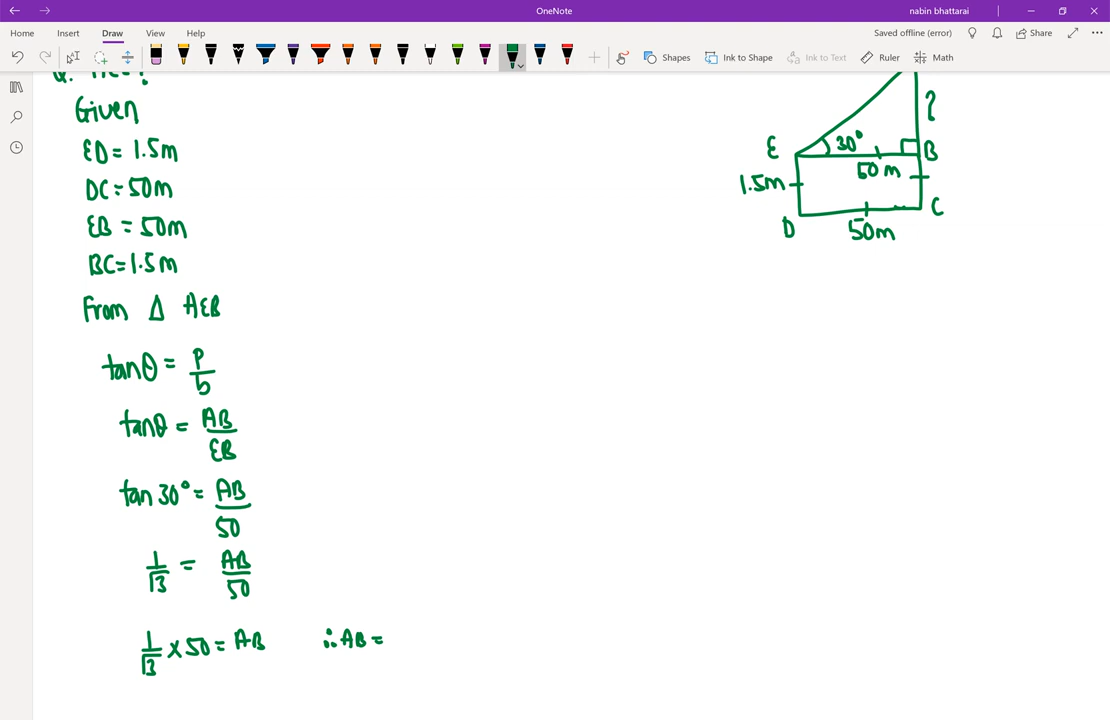 OneNote
nabin bhattarai
Home Insert Draw View Help
Saved offline (error)
Share
Shapes
Ink to Shape
Ink to Text
Ruler
Math
Given
ED = 1.5m
DC = 50m
EB = 50m
BC = 1.5m
From Δ AEB
tanθ = P/b
tanθ = AB/EB
tan 30° = AB/50
1/√3 = AB/50
1/√3 × 50 = AB ∴ AB =
?
E 30° B
50 m
1.5m
D C
50m